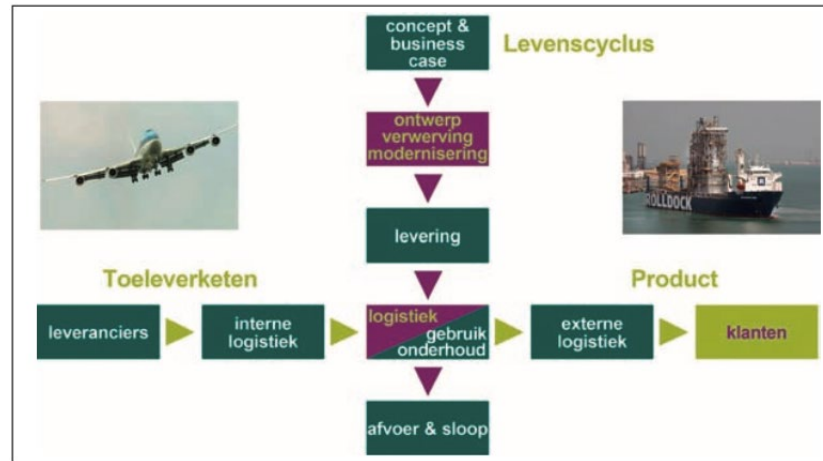 concept &
business
case
Levenscyclus
ontwerp
verwerving
modernisering
ROLLDOCK
levering
Toeleverketen
Product
leveranciers
interne
logistiek
logistiek
gebruik
onderhoud
externe
logistiek
klanten
afvoer & sloop